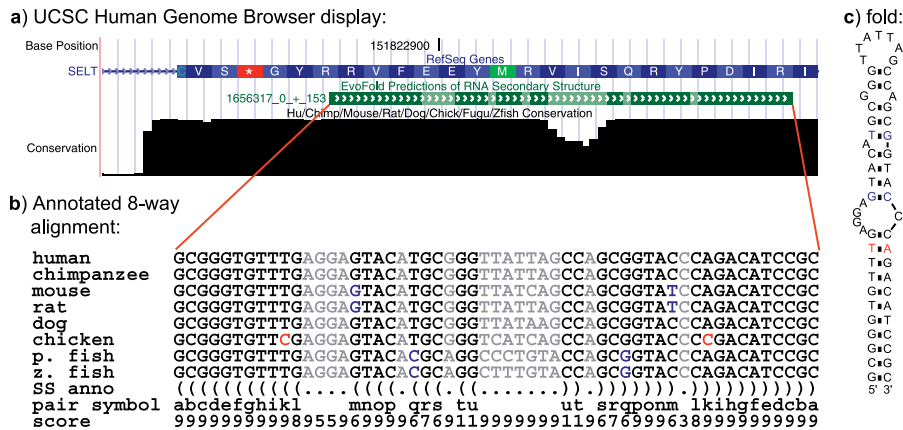 a) UCSC Human Genome Browser display:
Base Position
151822900
RefSeq Genes
SELT
C V S * G Y R R V F E E Y M R V I S Q R Y P D I R I
EvoFold Predictions of RNA Secondary Structure
1656317_0_+_153
Hu/Chimp/Mouse/Rat/Dog/Chick/Fugu/Zfish Conservation
Conservation
b) Annotated 8-way
alignment:
human GCGGGTGTTTGAGGAGTACATGCGGGTTATTAGCCAGCGGTACCCAGACATCCGC
chimpanzee GCGGGTGTTTGAGGAGTACATGCGGGTTATTAGCCAGCGGTACCCAGACATCCGC
mouse GCGGGTGTTTGAGGAGTACATGCGGGTTATCAGCCAGCGGTATCCAGACATCCGC
rat GCGGGTGTTTGAGGAGTACATGCGGGTTATCAGCCAGCGGTATCCAGACATCCGC
dog GCGGGTGTTTGAGGAGTACATGCGGGTTATAAGCCAGCGGTACCCAGACATCCGC
chicken
p. fish GCGGGTGTTTGAGGAGTACACGCAGGCCCTGTACCAGCGGTACCCAGACATCCGC
z. fish GCGGGTGTTTGAGGAGTACACGCAGGCTTTGTACCAGCGGTACCCAGACATCCGC
SS anno (((((((((((....((((.(((.((.......)).))))))).)))))))))))
pair symbol abcdefghikl mnop qrs tu ut srqponm lkihgfedcba
score 9999999999895596999967691199999991196769996389999999999
c) fold:
5' 3'